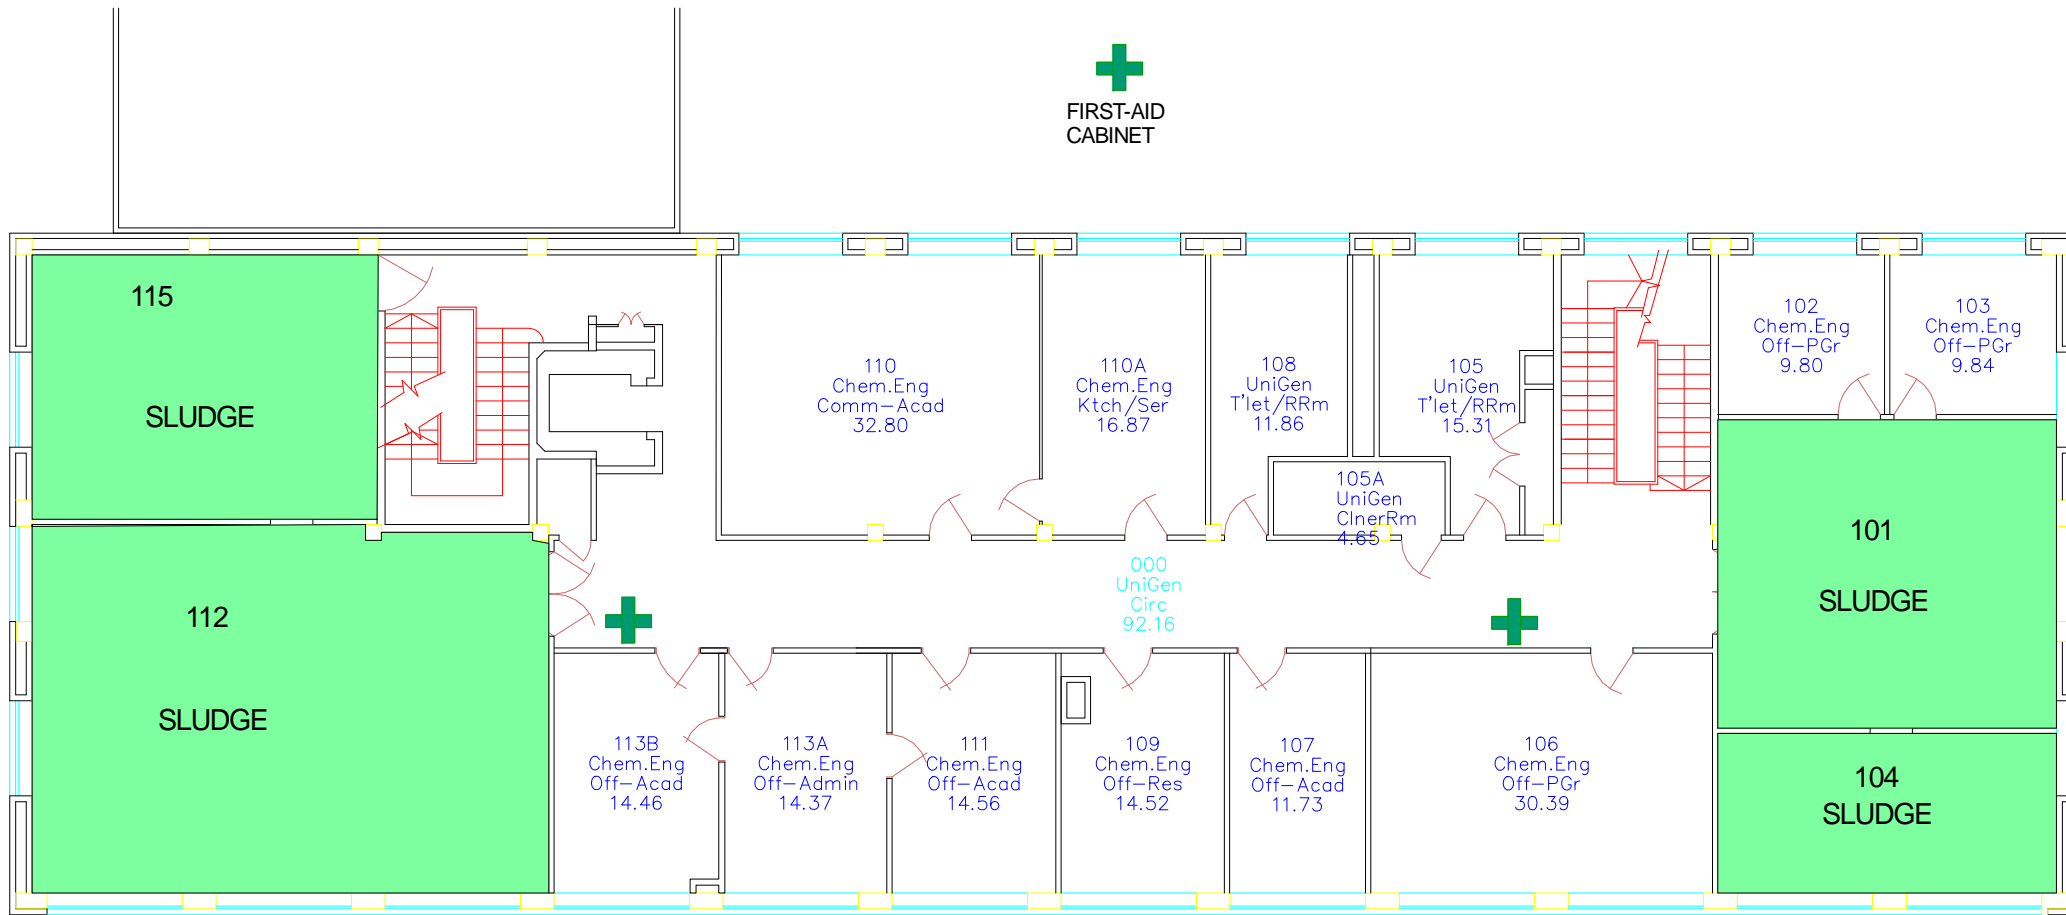 FIRST-AID
CABINET
115
SLUDGE
110
Chem.Eng
Comm-Acad
32.80
110A
Chem.Eng
Ktch/Ser
16.87
108
UniGen
T'let/RRm
11.86
105
UniGen
T'let/RRm
15.31
105A
UniGen
ClnerRm
4.65
102
Chem.Eng
Off-PGr
9.80
103
Chem.Eng
Off-PGr
9.84
101
SLUDGE
112
SLUDGE
000
UniGen
Circ
92.16
113B
Chem.Eng
Off-Acad
14.46
113A
Chem.Eng
Off-Admin
14.37
111
Chem.Eng
Off-Acad
14.56
109
Chem.Eng
Off-Res
14.52
107
Chem.Eng
Off-Acad
11.73
106
Chem.Eng
Off-PGr
30.39
104
SLUDGE